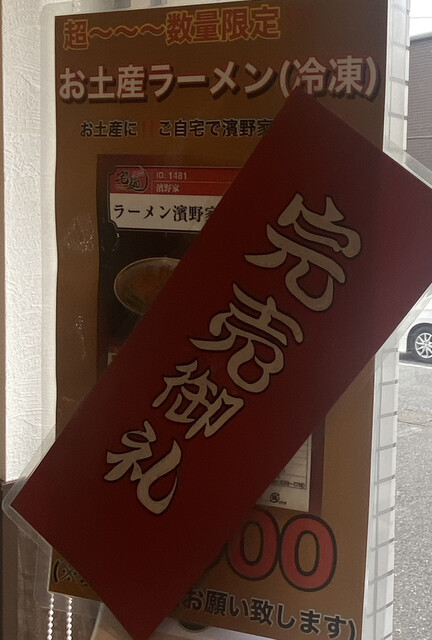 超～～～数量限定
お土産ラーメン(冷凍)
お土産に!!ご自宅で濱野家
ID: 1481
濱野家
ラーメン濱野家
完売御礼
00
お願い致します)